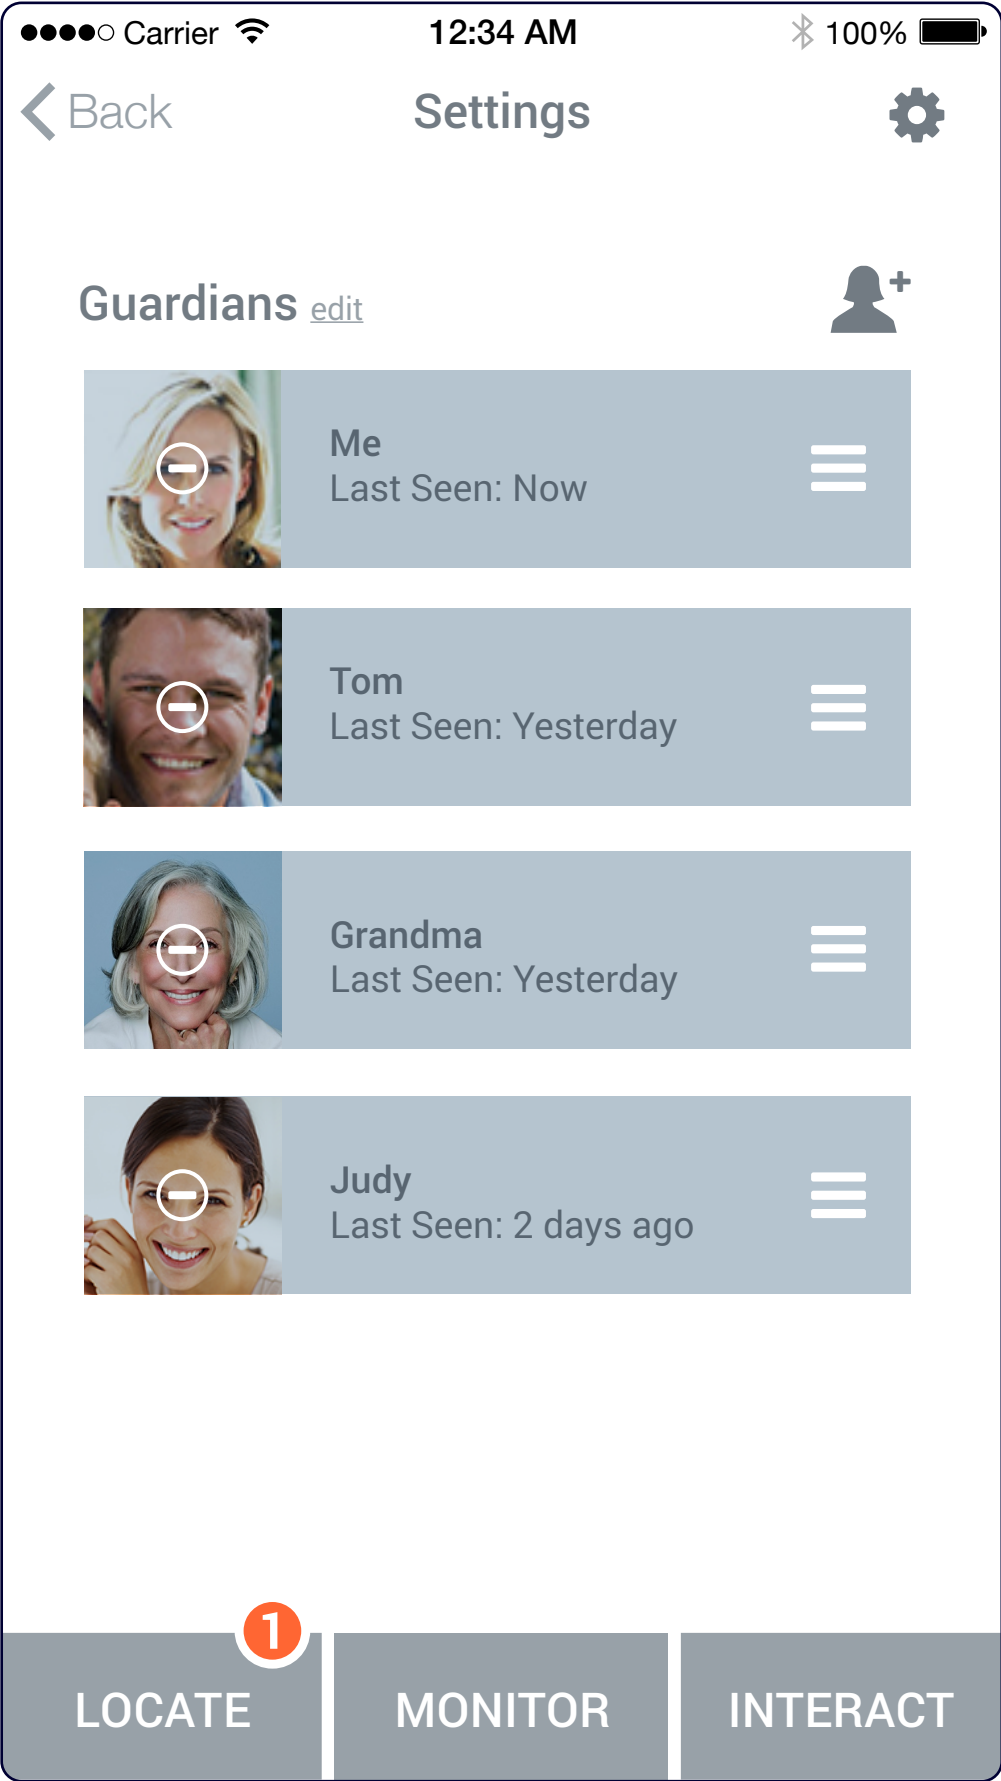 Carrier 12:34 AM 100%
Back Settings
Guardians edit
Me
Last Seen: Now
Tom
Last Seen: Yesterday
Grandma
Last Seen: Yesterday
Judy
Last Seen: 2 days ago
1
LOCATE MONITOR INTERACT